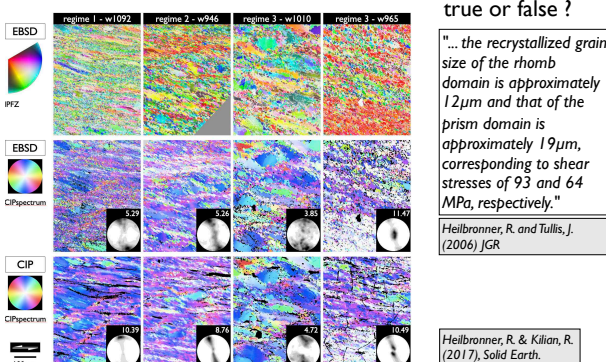 regime 1 - w1092
regime 2 - w946
regime 3 - w1010
regime 3 - w965
true or false ?
EBSD
IPFZ
"... the recrystallized grain
size of the rhomb
domain is approximately
12µm and that of the
prism domain is
approximately 19µm,
corresponding to shear
stresses of 93 and 64
MPa, respectively."
Heilbronner, R. and Tullis, J.
(2006) JGR
EBSD
CIPspectrum
5.29
5.26
3.85
11.47
CIP
CIPspectrum
10.39
8.76
4.72
10.49
Heilbronner, R. & Kilian, R.
(2017), Solid Earth.